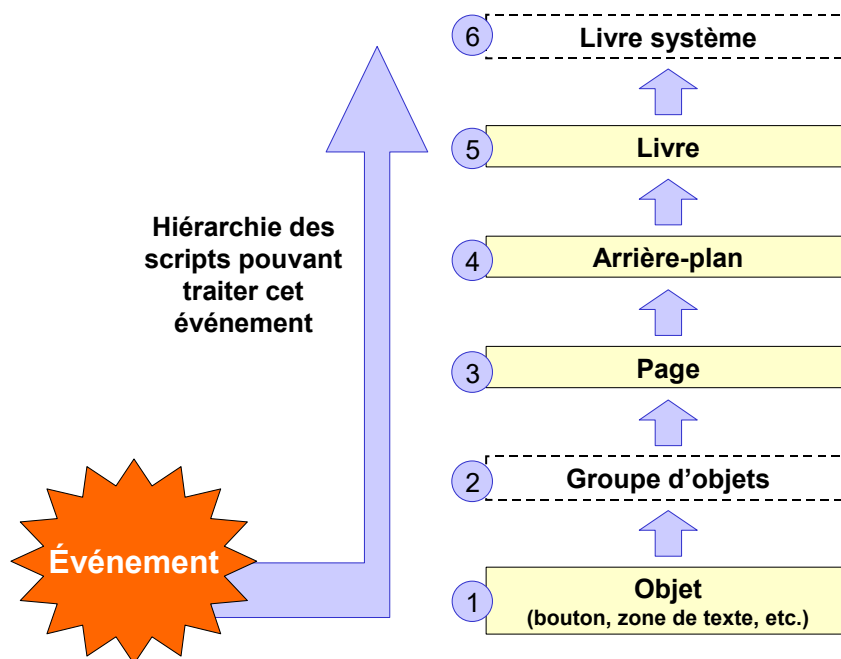 6
Livre système
5
Livre
Hiérarchie des
scripts pouvant
traiter cet
événement
4
Arrière-plan
3
Page
2
Groupe d’objets
Événement
1
Objet
(bouton, zone de texte, etc.)